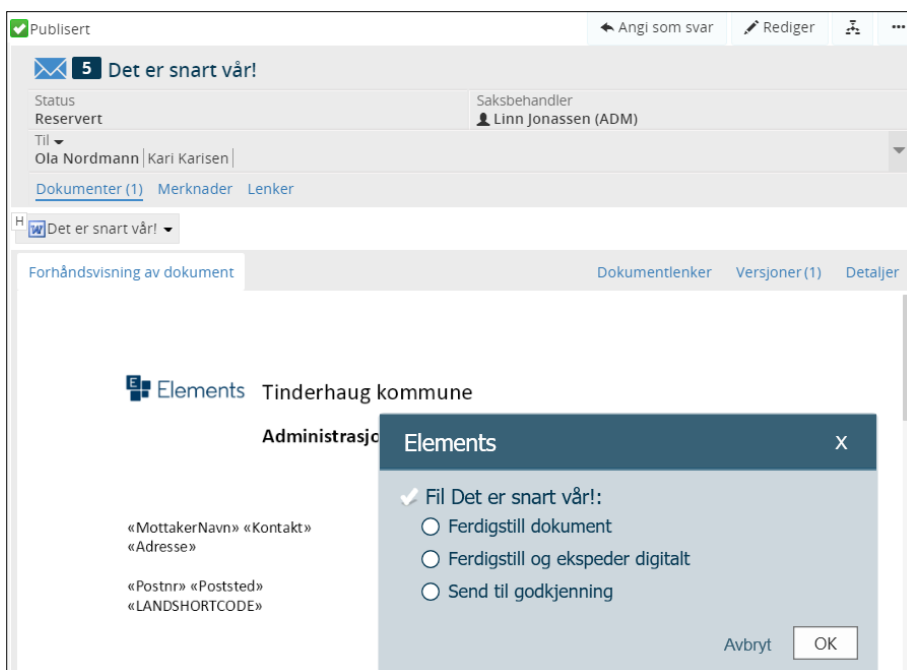 Publisert
Angi som svar
Rediger
5 Det er snart vår!
Status
Reservert
Saksbehandler
Linn Jonassen (ADM)
Til
Ola Nordmann Kari Karisen
Dokumenter (1) Merknader Lenker
H
W Det er snart vår!
Forhåndsvisning av dokument
Dokumentlenker Versjoner (1) Detaljer
E Elements Tinderhaug kommune
Administrasjo
«MottakerNavn» «Kontakt»
«Adresse»
«Postnr» «Poststed»
«LANDSHORTCODE»
Elements X
Fil Det er snart vår!:
Ferdigstill dokument
Ferdigstill og ekspeder digitalt
Send til godkjenning
Avbryt OK